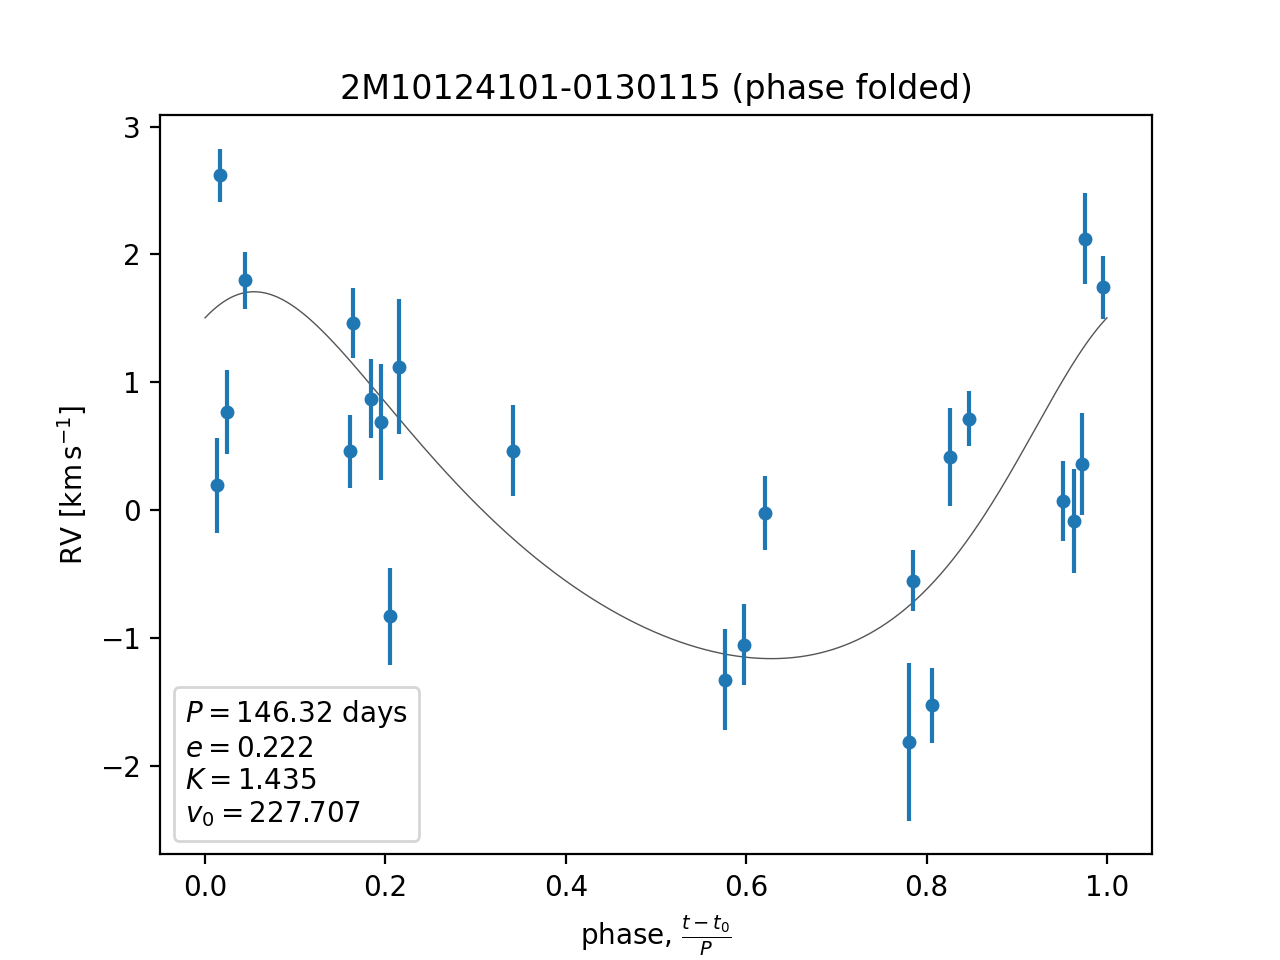 2M10124101-0130115 (phase folded)
3
2
1
0
−1
−2
RV [km s⁻¹]
P = 146.32 days
e = 0.222
K = 1.435
v₀ = 227.707
0.0 0.2 0.4 0.6 0.8 1.0
phase, (t − t₀)/P